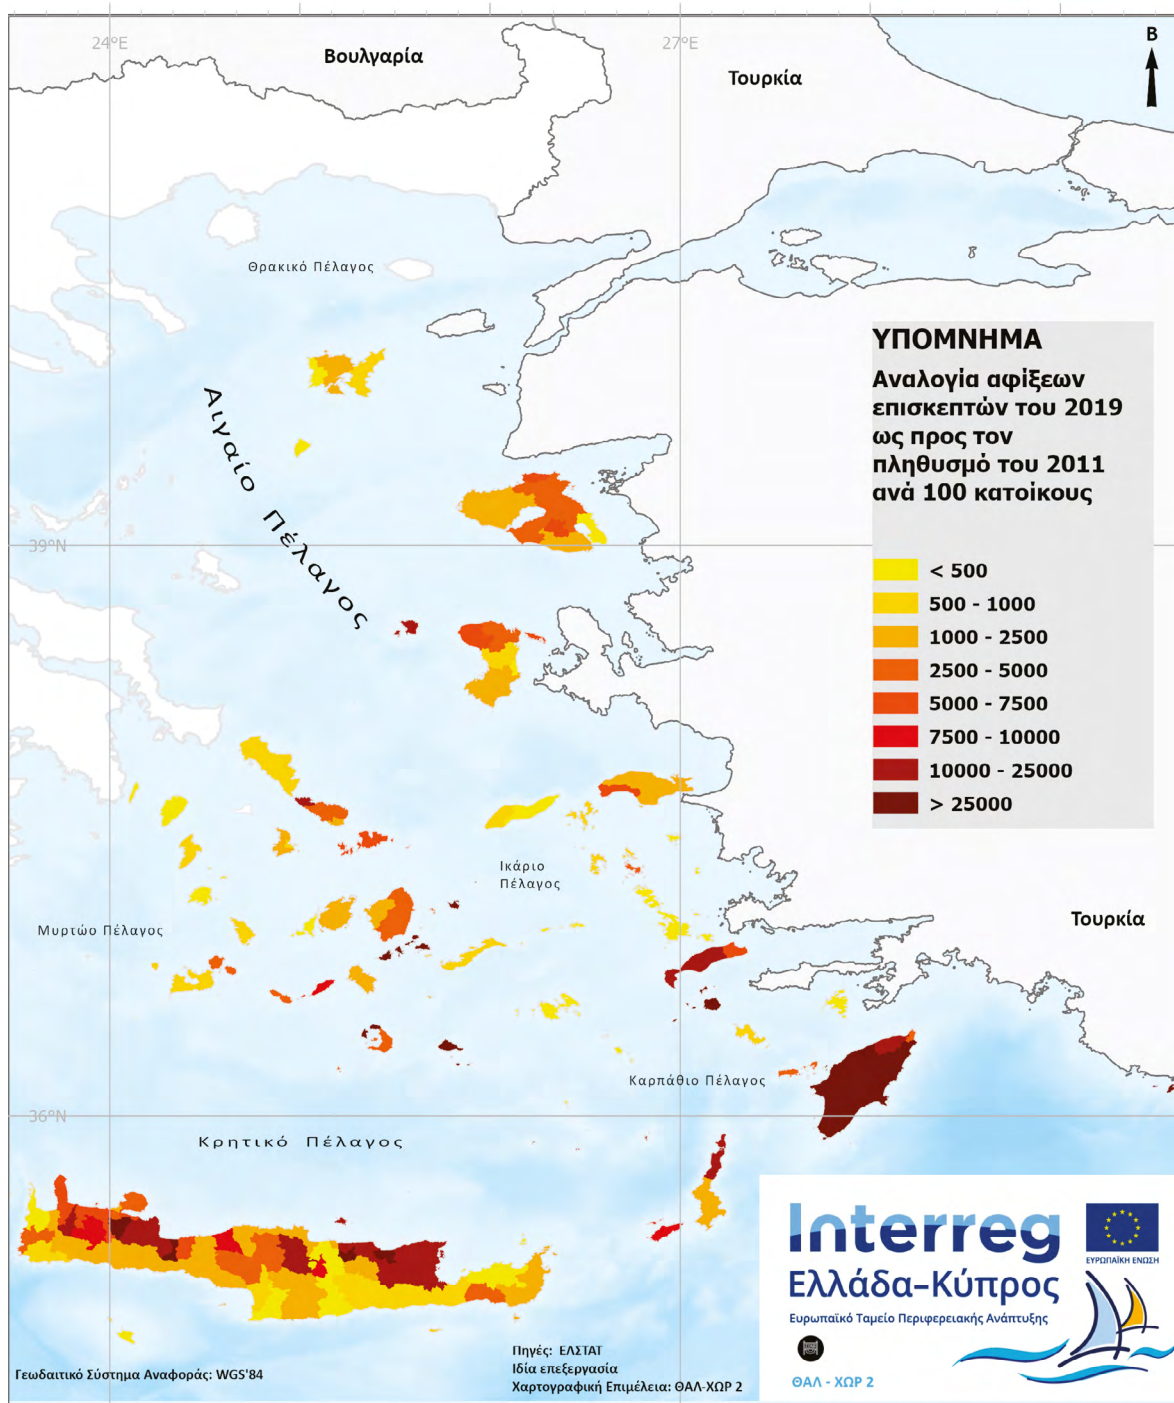 24°E
27°E
Βουλγαρία
Τουρκία
Β
Θρακικό Πέλαγος
Αιγαίο Πέλαγος
ΥΠΟΜΝΗΜΑ
Αναλογία αφίξεων
επισκεπτών του 2019
ως προς τον
πληθυσμό του 2011
ανά 100 κατοίκους
< 500
500 - 1000
1000 - 2500
2500 - 5000
5000 - 7500
7500 - 10000
10000 - 25000
> 25000
39°N
Ικάριο
Πέλαγος
Μυρτώο Πέλαγος
Τουρκία
Καρπάθιο Πέλαγος
36°N
Κρητικό Πέλαγος
Interreg
ΕΥΡΩΠΑΪΚΗ ΕΝΩΣΗ
Ελλάδα-Κύπρος
Ευρωπαϊκό Ταμείο Περιφερειακής Ανάπτυξης
ΘΑΛ - ΧΩΡ 2
Γεωδαιτικό Σύστημα Αναφοράς: WGS'84
Πηγές: ΕΛΣΤΑΤ
Ιδία επεξεργασία
Χαρτογραφική Επιμέλεια: ΘΑΛ-ΧΩΡ 2